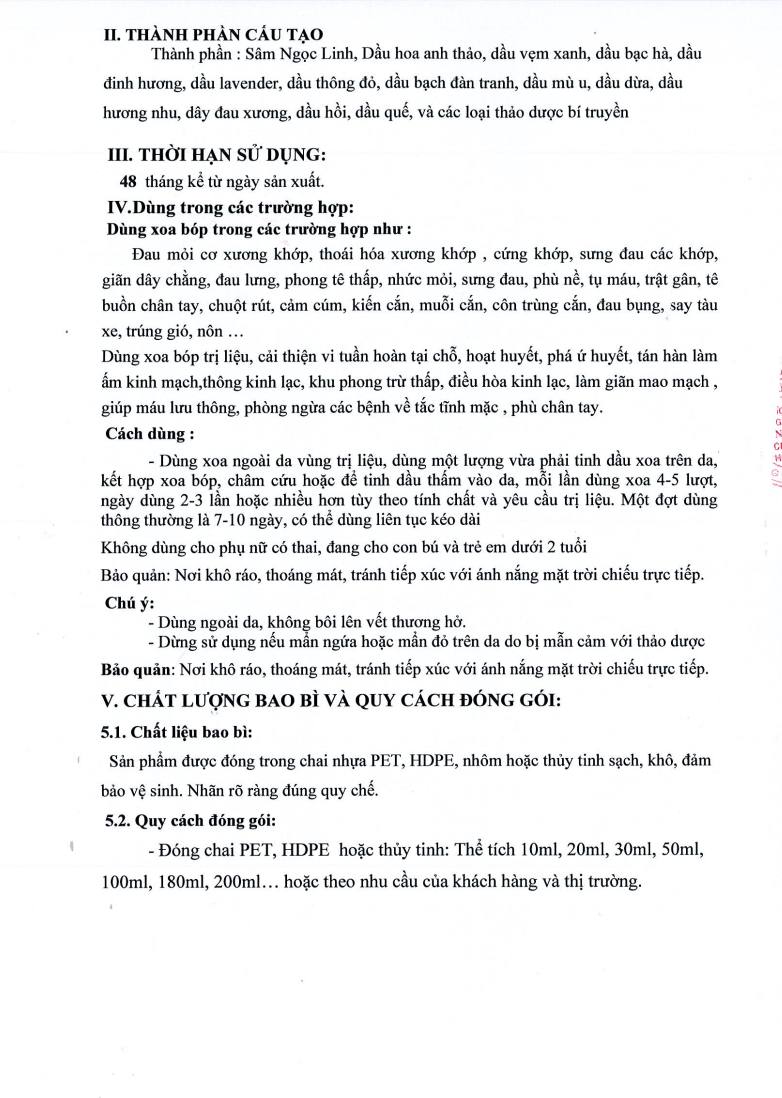 II. THÀNH PHẦN CẤU TẠO
Thành phần : Sâm Ngọc Linh, Dầu hoa anh thảo, dầu vẹm xanh, dầu bạc hà, dầu
đinh hương, dầu lavender, dầu thông đỏ, dầu bạch đàn tranh, dầu mù u, dầu dừa, dầu
hương nhu, dây đau xương, dầu hồi, dầu quế, và các loại thảo dược bí truyền
III. THỜI HẠN SỬ DỤNG:
48 tháng kể từ ngày sản xuất.
IV.Dùng trong các trường hợp:
Dùng xoa bóp trong các trường hợp như :
Đau mỏi cơ xương khớp, thoái hóa xương khớp , cứng khớp, sưng đau các khớp,
giãn dây chằng, đau lưng, phong tê thấp, nhức mỏi, sưng đau, phù nề, tụ máu, trật gân, tê
buồn chân tay, chuột rút, cảm cúm, kiến cắn, muỗi cắn, côn trùng cắn, đau bụng, say tàu
xe, trúng gió, nôn …
Dùng xoa bóp trị liệu, cải thiện vi tuần hoàn tại chỗ, hoạt huyết, phá ứ huyết, tán hàn làm
ấm kinh mạch,thông kinh lạc, khu phong trừ thấp, điều hòa kinh lạc, làm giãn mao mạch ,
giúp máu lưu thông, phòng ngừa các bệnh về tắc tĩnh mặc , phù chân tay.
Cách dùng :
- Dùng xoa ngoài da vùng trị liệu, dùng một lượng vừa phải tinh dầu xoa trên da,
kết hợp xoa bóp, châm cứu hoặc để tinh dầu thấm vào da, mỗi lần dùng xoa 4-5 lượt,
ngày dùng 2-3 lần hoặc nhiều hơn tùy theo tính chất và yêu cầu trị liệu. Một đợt dùng
thông thường là 7-10 ngày, có thể dùng liên tục kéo dài
Không dùng cho phụ nữ có thai, đang cho con bú và trẻ em dưới 2 tuổi
Bảo quản: Nơi khô ráo, thoáng mát, tránh tiếp xúc với ánh nắng mặt trời chiếu trực tiếp.
Chú ý:
- Dùng ngoài da, không bôi lên vết thương hở.
- Dừng sử dụng nếu mẩn ngứa hoặc mẩn đỏ trên da do bị mẫn cảm với thảo dược
Bảo quản: Nơi khô ráo, thoáng mát, tránh tiếp xúc với ánh nắng mặt trời chiếu trực tiếp.
V. CHẤT LƯỢNG BAO BÌ VÀ QUY CÁCH ĐÓNG GÓI:
5.1. Chất liệu bao bì:
Sản phẩm được đóng trong chai nhựa PET, HDPE, nhôm hoặc thủy tinh sạch, khô, đảm
bảo vệ sinh. Nhãn rõ ràng đúng quy chế.
5.2. Quy cách đóng gói:
- Đóng chai PET, HDPE hoặc thủy tinh: Thể tích 10ml, 20ml, 30ml, 50ml,
100ml, 180ml, 200ml… hoặc theo nhu cầu của khách hàng và thị trường.